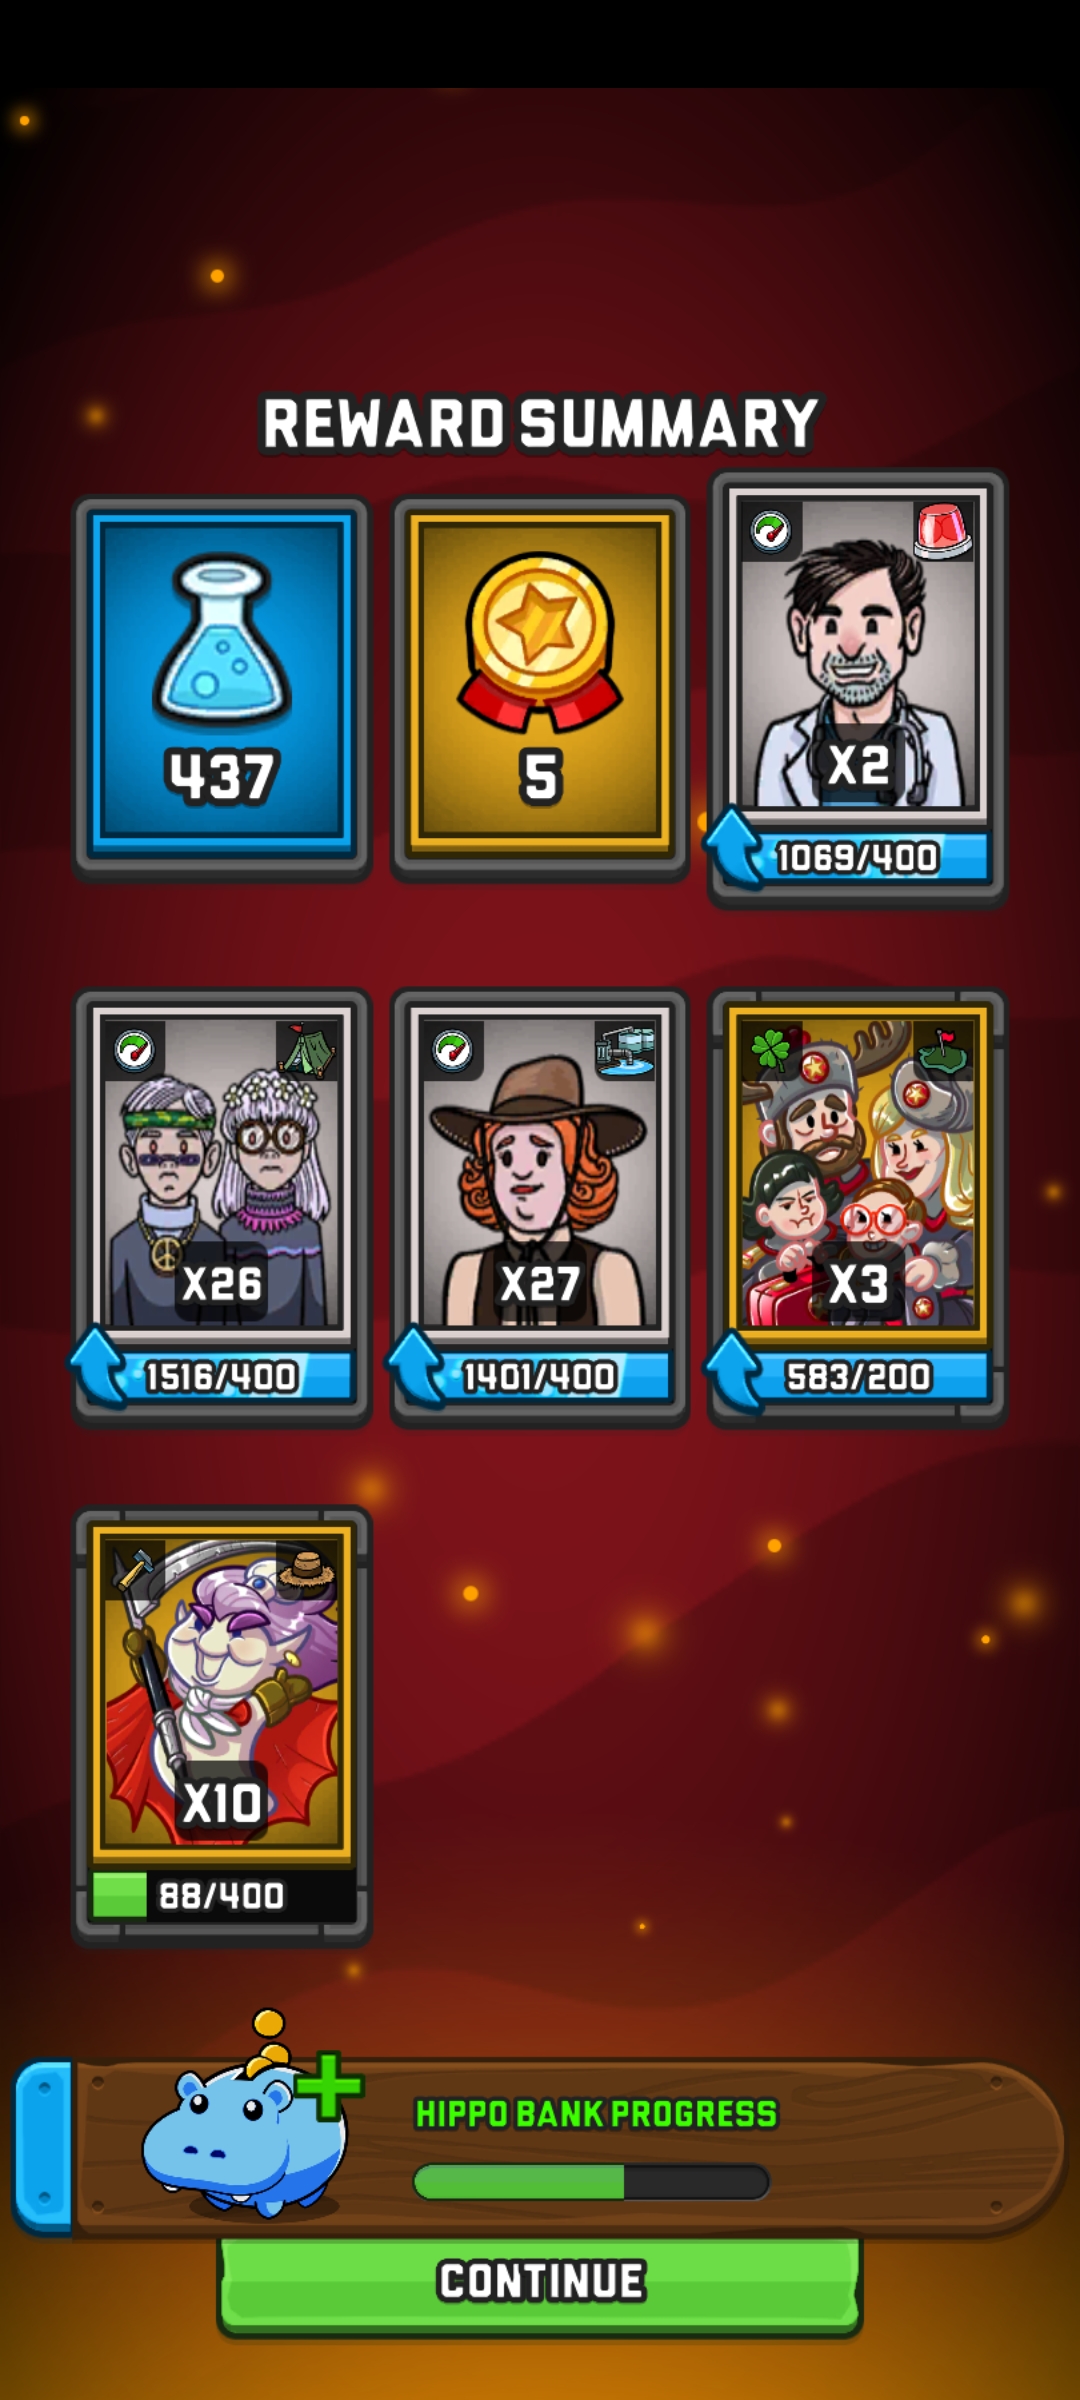 REWARD SUMMARY
437
5
X2
1069/400
X26
1516/400
X27
1401/400
X3
583/200
X10
88/400
HIPPO BANK PROGRESS
CONTINUE